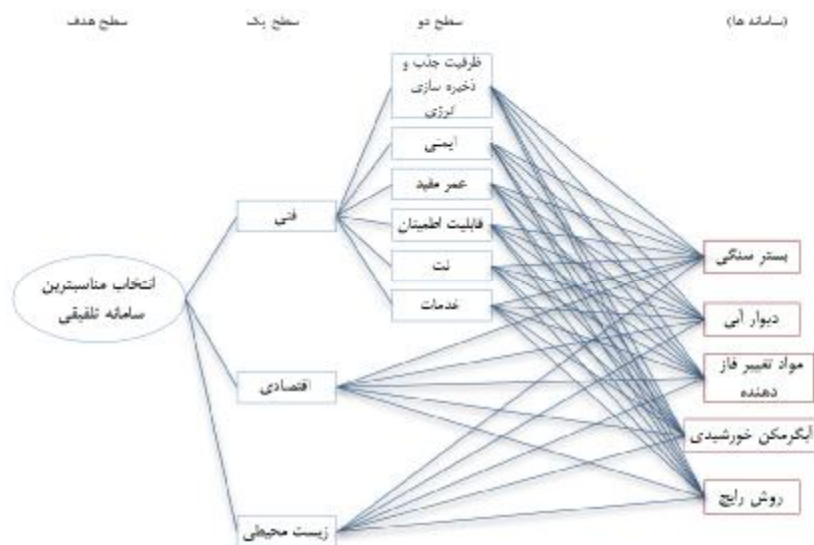 سطح هدف
سطح یک
سطح دو
(سامانه ها)
ظرفیت جذب و
ذخیره سازی
انرژی
ایمنی
عمر مفید
قابلیت اطمینان
نت
خدمات
فنی
اقتصادی
زیست محیطی
انتخاب مناسبترین
سامانه تلفیقی
بستر سنگی
دیوار آبی
مواد تغییر فاز
دهنده
آبگرمکن خورشیدی
روش رایج